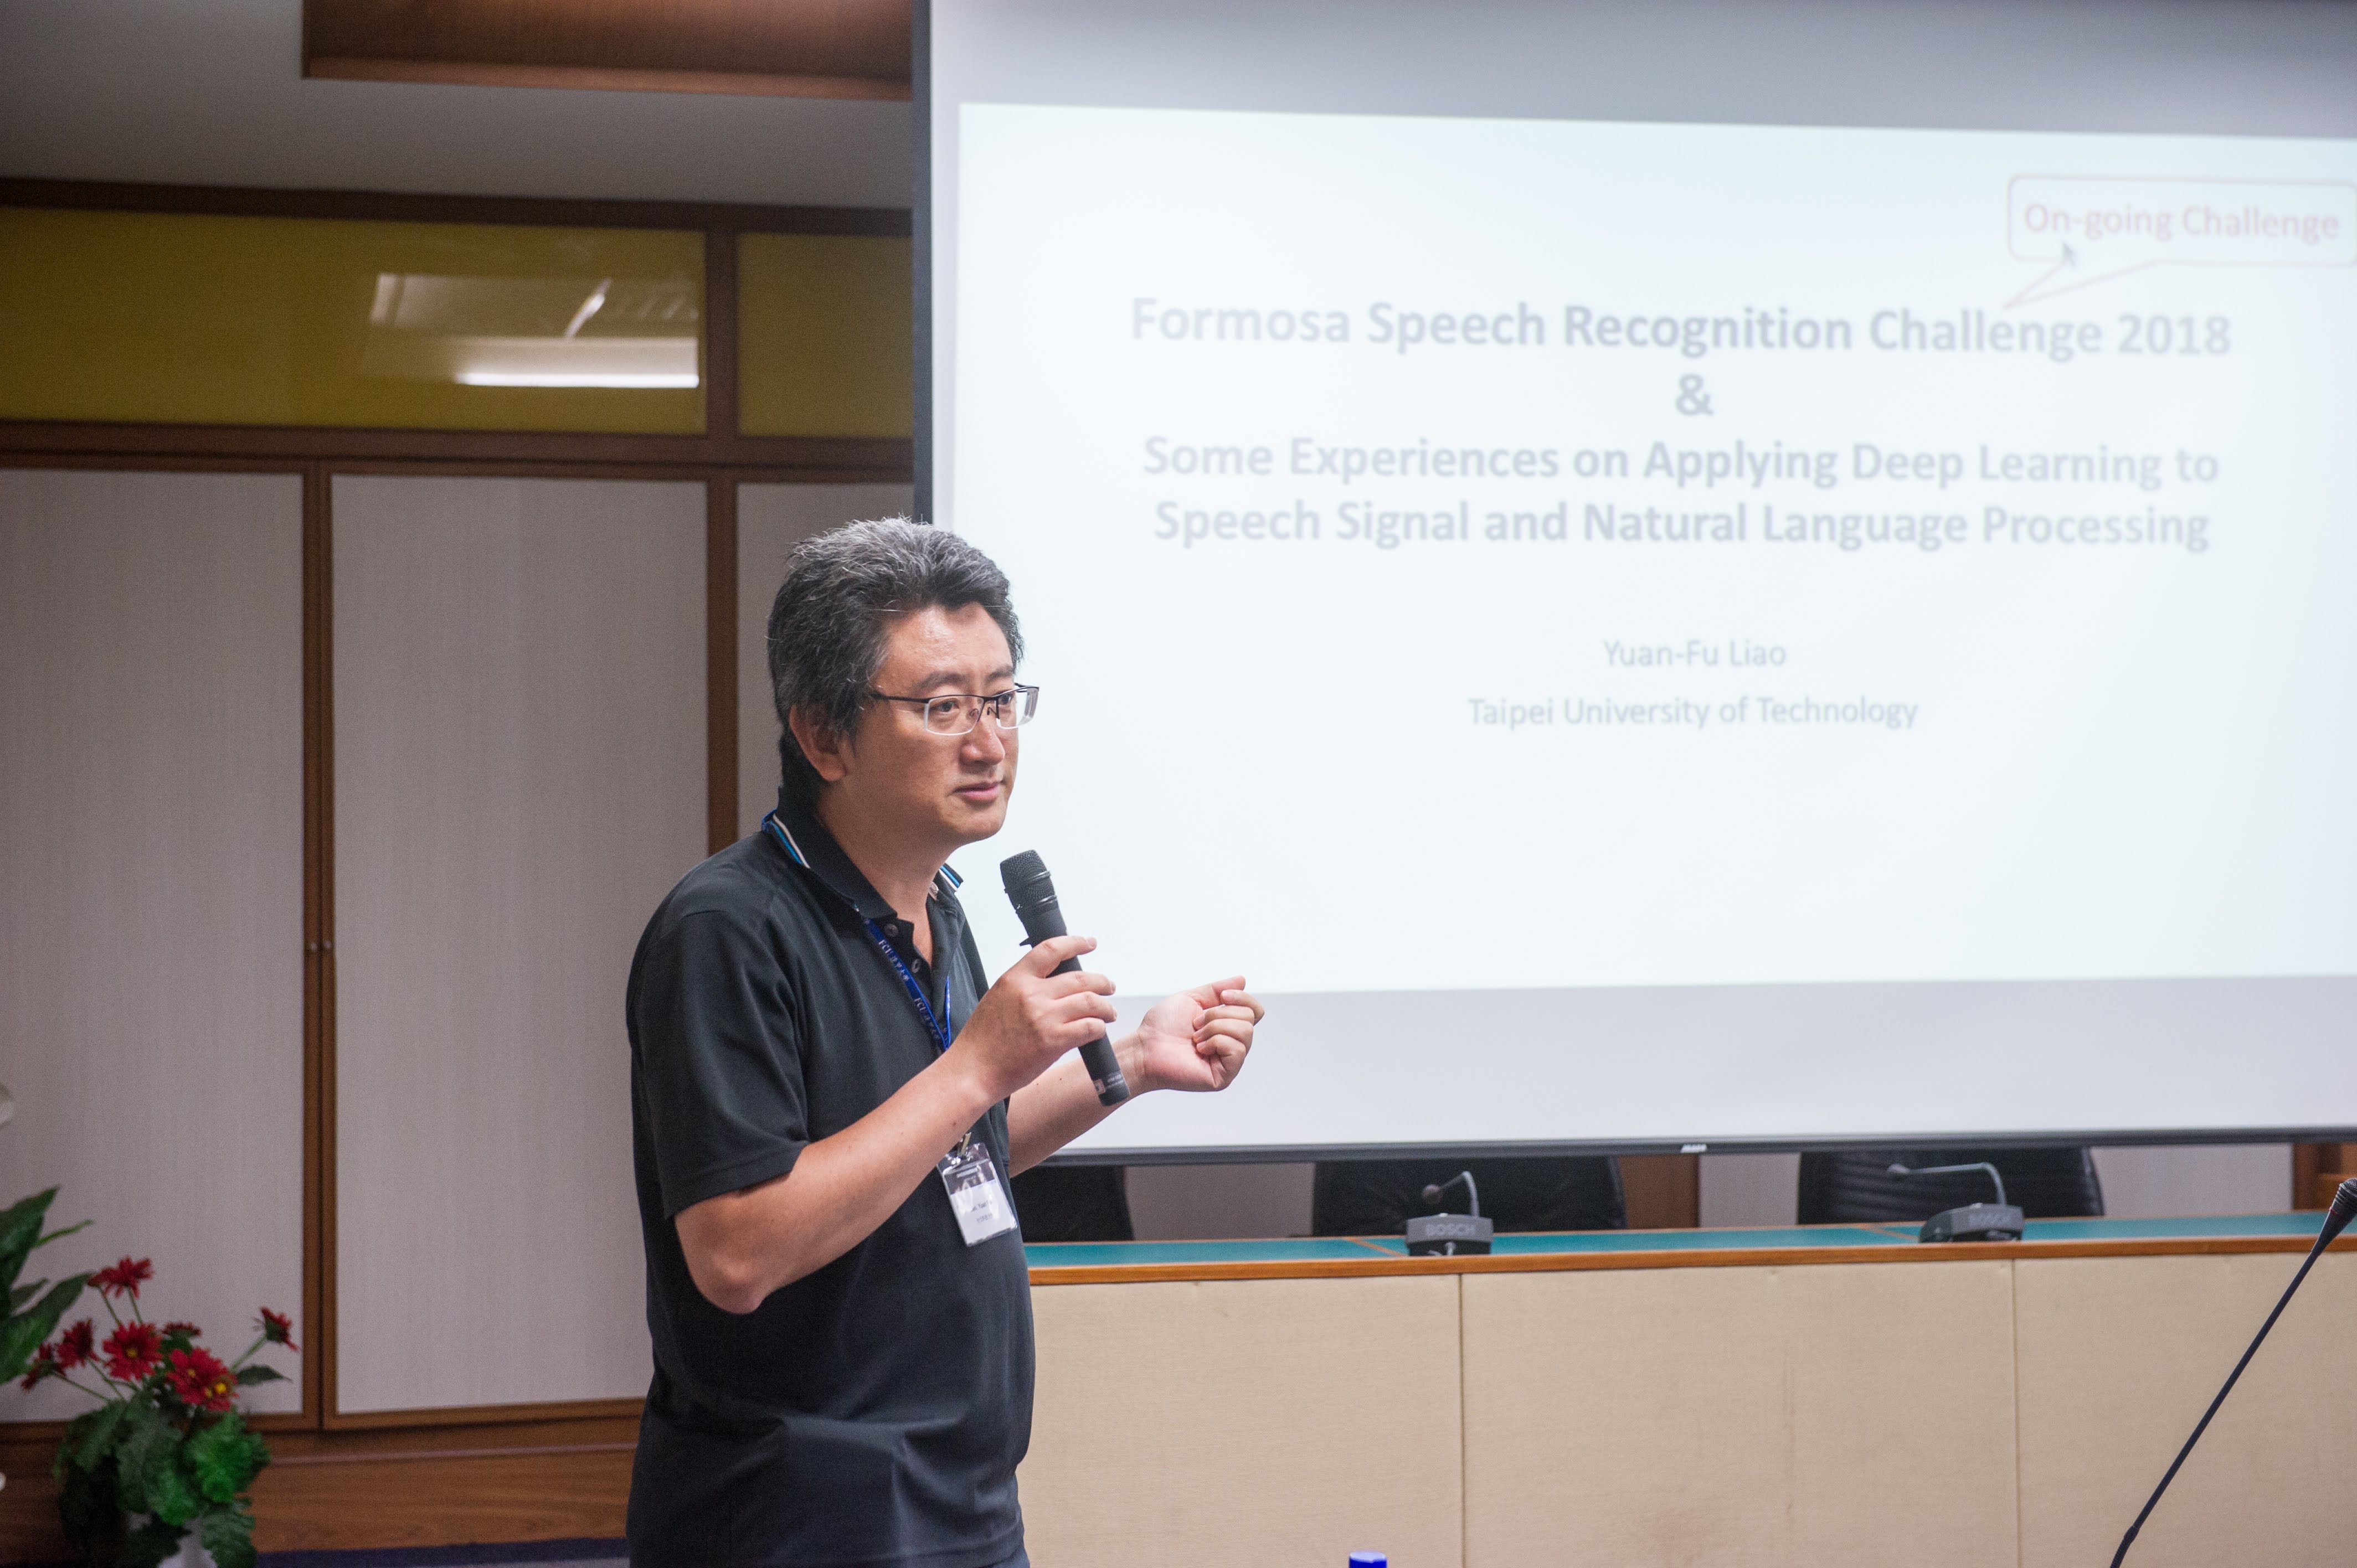 On-going Challenge
Formosa Speech Recognition Challenge 2018
&
Some Experiences on Applying Deep Learning to
Speech Signal and Natural Language Processing
Yuan-Fu Liao
Taipei University of Technology
BOSCH
BOSCH